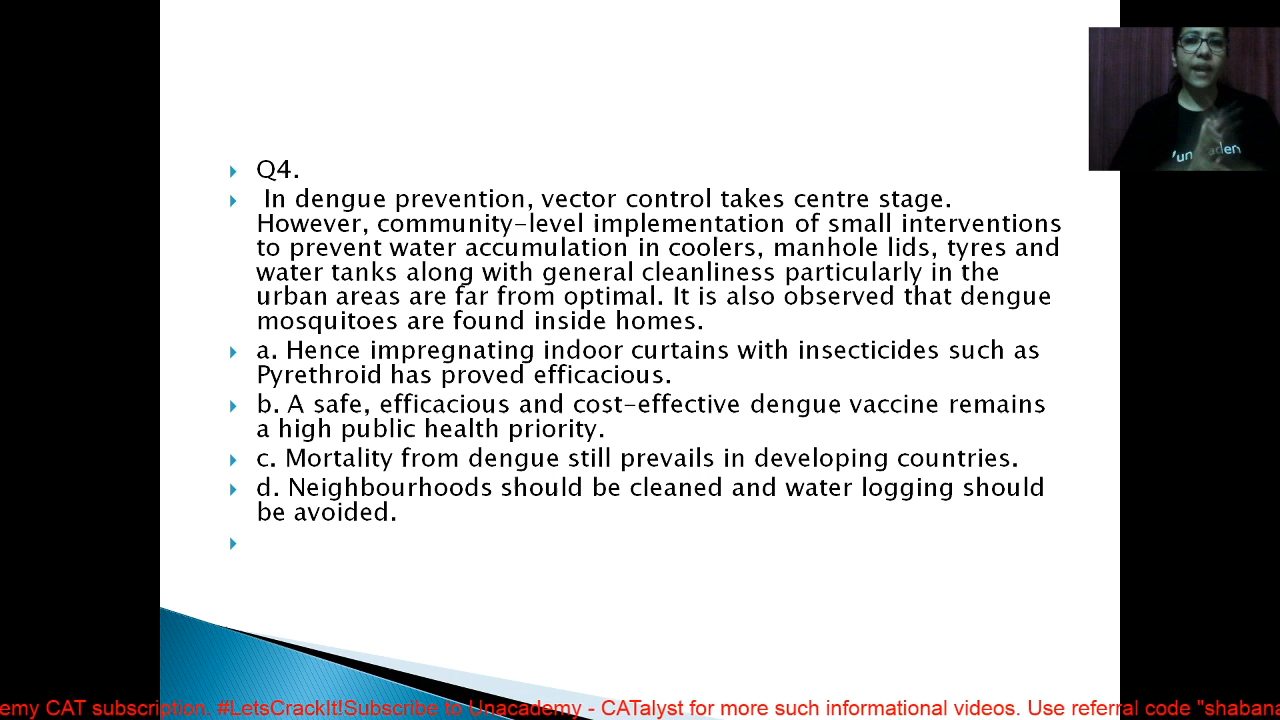 Q4.
In dengue prevention, vector control takes centre stage.
However, community-level implementation of small interventions
to prevent water accumulation in coolers, manhole lids, tyres and
water tanks along with general cleanliness particularly in the
urban areas are far from optimal. It is also observed that dengue
mosquitoes are found inside homes.
a. Hence impregnating indoor curtains with insecticides such as
Pyrethroid has proved efficacious.
b. A safe, efficacious and cost-effective dengue vaccine remains
a high public health priority.
c. Mortality from dengue still prevails in developing countries.
d. Neighbourhoods should be cleaned and water logging should
be avoided.
emy CAT subscription. #LetsCrackIt!Subscribe to Unacademy - CATalyst for more such informational videos. Use referral code "shabana